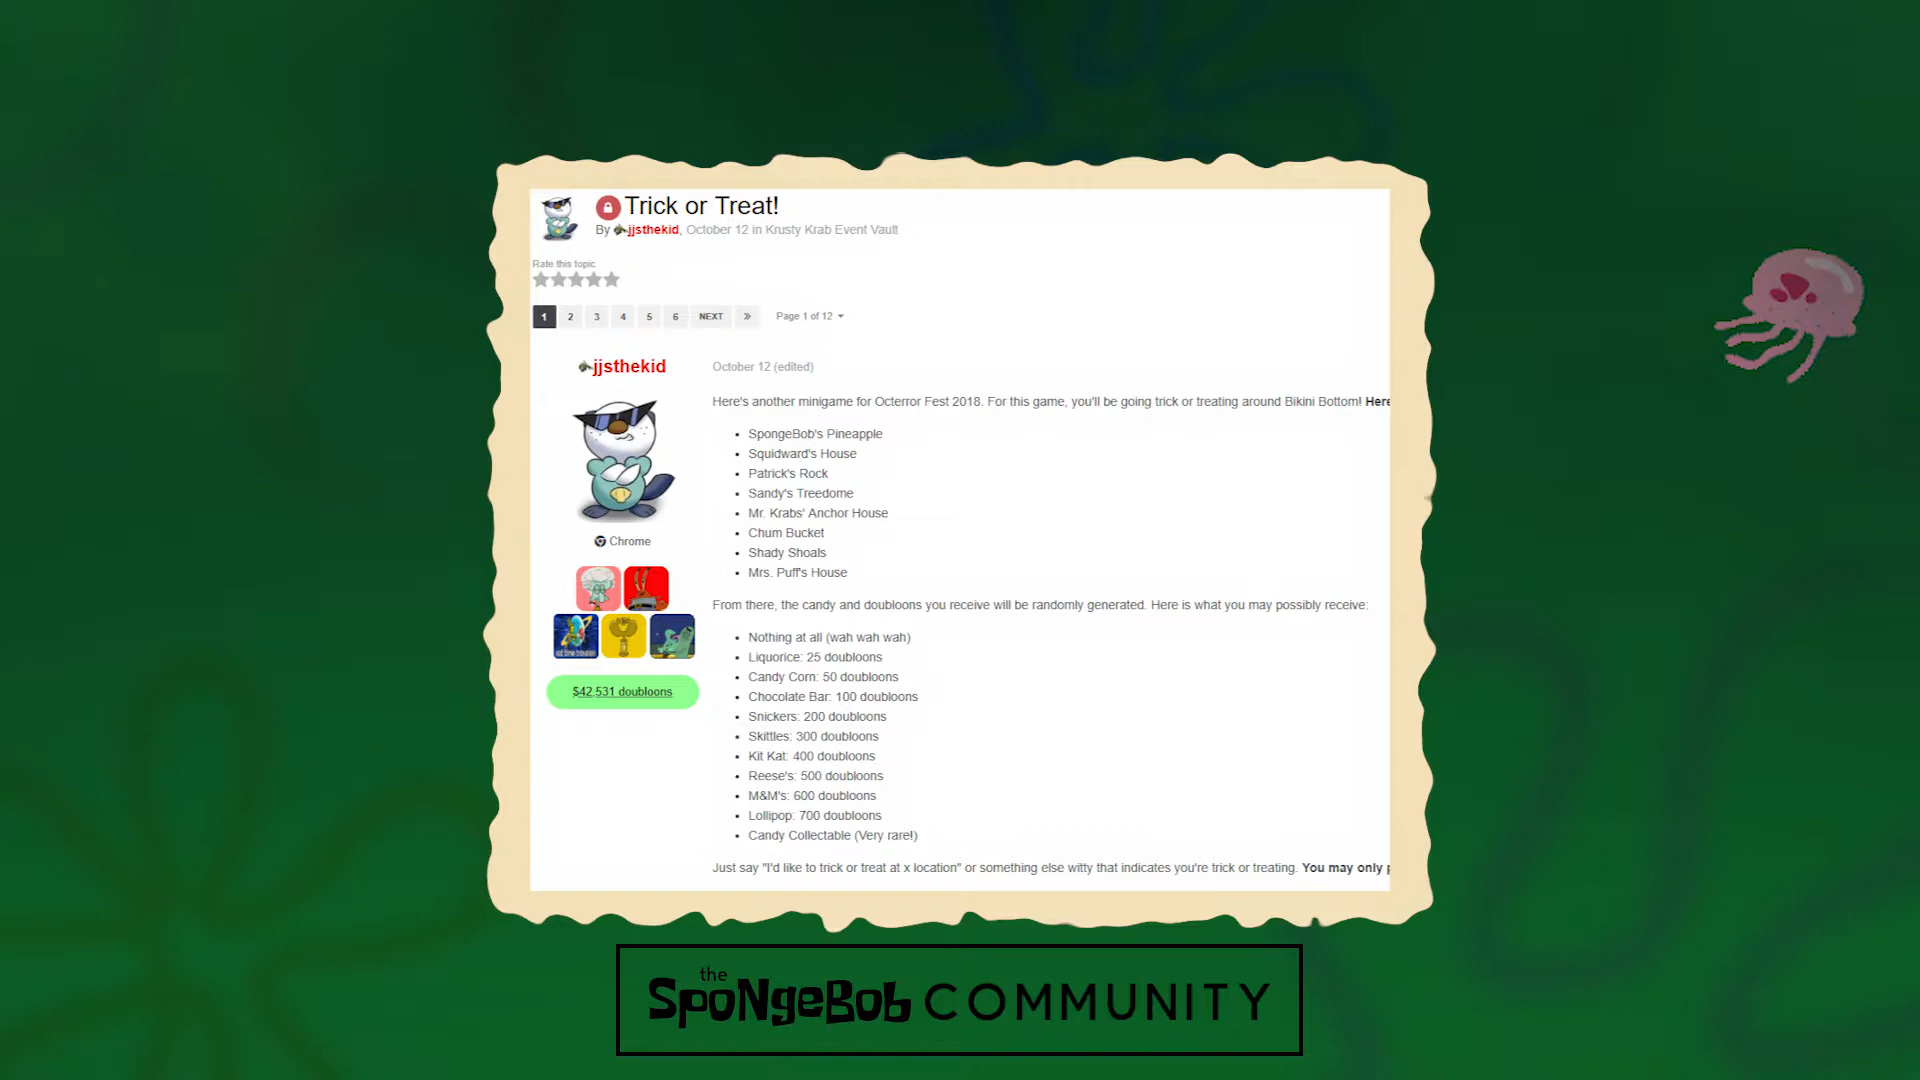 Trick or Treat!
By jjsthekid, October 12 in Krusty Krab Event Vault
Rate this topic
1 2 3 4 5 6 NEXT » Page 1 of 12
jjsthekid
October 12 (edited)
Here's another minigame for Octerror Fest 2018. For this game, you'll be going trick or treating around Bikini Bottom! Here
• SpongeBob's Pineapple
• Squidward's House
• Patrick's Rock
• Sandy's Treedome
• Mr. Krabs' Anchor House
• Chum Bucket
• Shady Shoals
• Mrs. Puff's House
Chrome
From there, the candy and doubloons you receive will be randomly generated. Here is what you may possibly receive:
• Nothing at all (wah wah wah)
• Liquorice: 25 doubloons
• Candy Corn: 50 doubloons
• Chocolate Bar: 100 doubloons
• Snickers: 200 doubloons
• Skittles: 300 doubloons
• Kit Kat: 400 doubloons
• Reese's: 500 doubloons
• M&M's: 600 doubloons
• Lollipop: 700 doubloons
• Candy Collectable (Very rare!)
$42,531 doubloons
Just say "I'd like to trick or treat at x location" or something else witty that indicates you're trick or treating. You may only
the
SpoNgeBob COMMUNITY